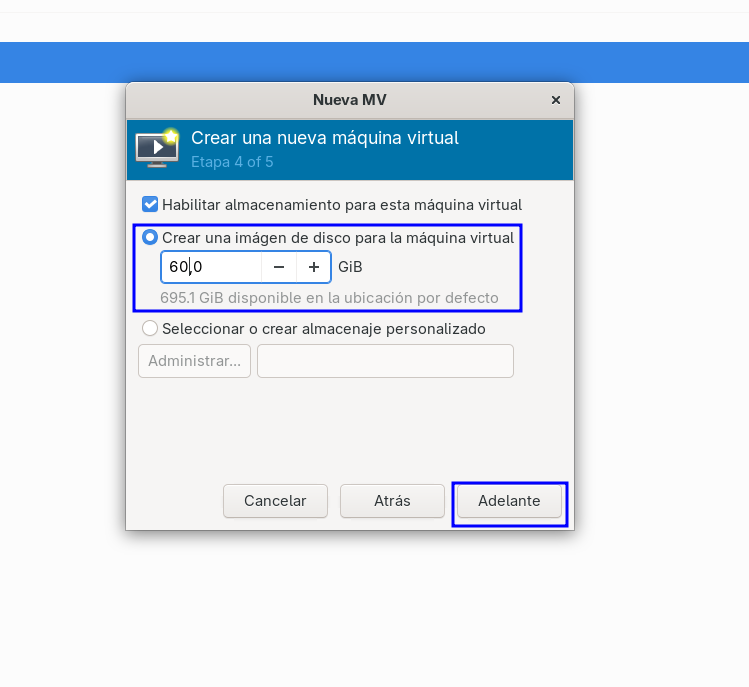 Nueva MV
Crear una nueva máquina virtual
Etapa 4 of 5
Habilitar almacenamiento para esta máquina virtual
Crear una imágen de disco para la máquina virtual
60,0 GiB
695.1 GiB disponible en la ubicación por defecto
Seleccionar o crear almacenaje personalizado
Administrar...
Cancelar Atrás Adelante